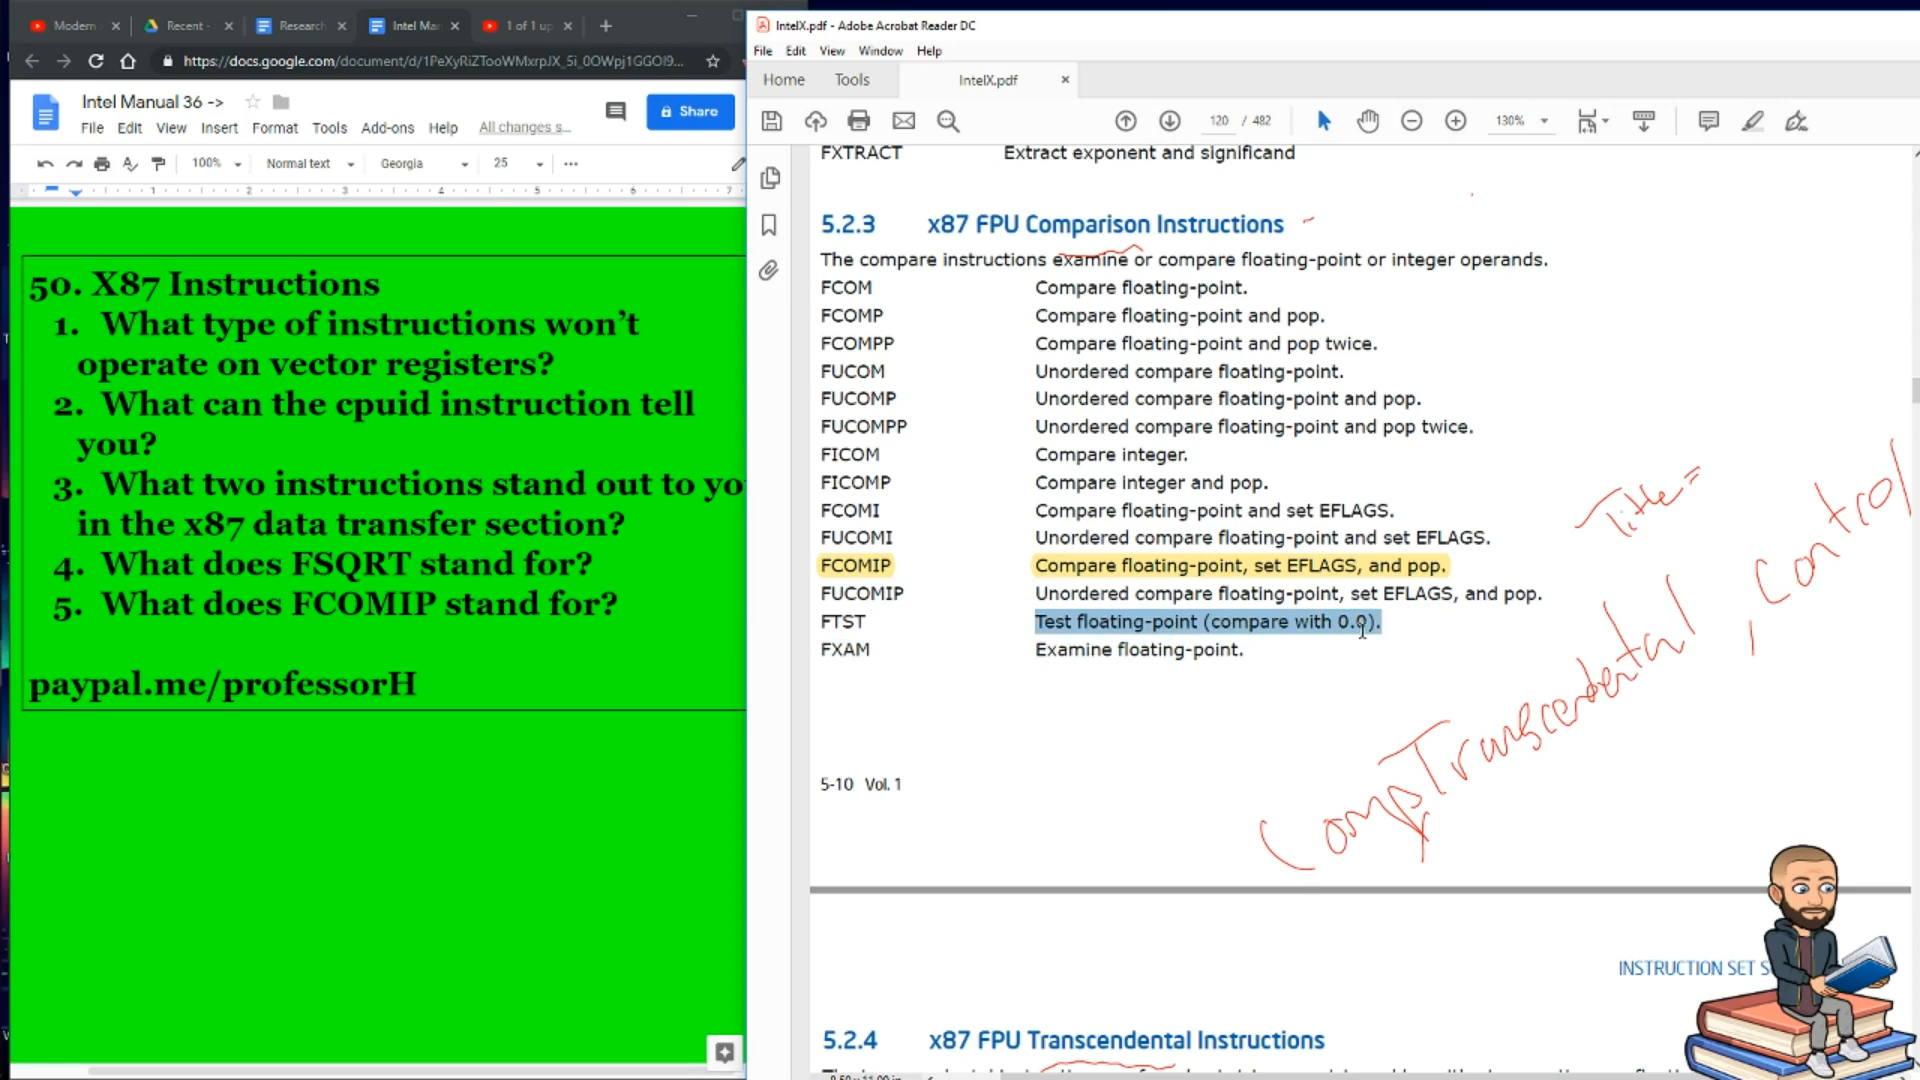 Modern
Recent -
Research
Intel Ma
1 of 1 up
https://docs.google.com/document/d/1PeXyRiZTooWMxrpJX_5i_0OWpj1GGOI9...
Intel Manual 36 ->
Share
File Edit View Insert Format Tools Add-ons Help All changes s...
100% Normal text Georgia 25
50. X87 Instructions
1. What type of instructions won't
operate on vector registers?
2. What can the cpuid instruction tell
you?
3. What two instructions stand out to yo
in the x87 data transfer section?
4. What does FSQRT stand for?
5. What does FCOMIP stand for?
paypal.me/professorH
IntelX.pdf - Adobe Acrobat Reader DC
File Edit View Window Help
Home Tools IntelX.pdf
120 / 482 130%
FXTRACT Extract exponent and significand
5.2.3 x87 FPU Comparison Instructions
The compare instructions examine or compare floating-point or integer operands.
FCOM Compare floating-point.
FCOMP Compare floating-point and pop.
FCOMPP Compare floating-point and pop twice.
FUCOM Unordered compare floating-point.
FUCOMP Unordered compare floating-point and pop.
FUCOMPP Unordered compare floating-point and pop twice.
FICOM Compare integer.
FICOMP Compare integer and pop.
FCOMI Compare floating-point and set EFLAGS.
FUCOMI Unordered compare floating-point and set EFLAGS.
FCOMIP Compare floating-point, set EFLAGS, and pop.
FUCOMIP Unordered compare floating-point, set EFLAGS, and pop.
FTST Test floating-point (compare with 0.0).
FXAM Examine floating-point.
Title =
Comp Transcendental, Control
5-10 Vol. 1
INSTRUCTION SET S
5.2.4 x87 FPU Transcendental Instructions